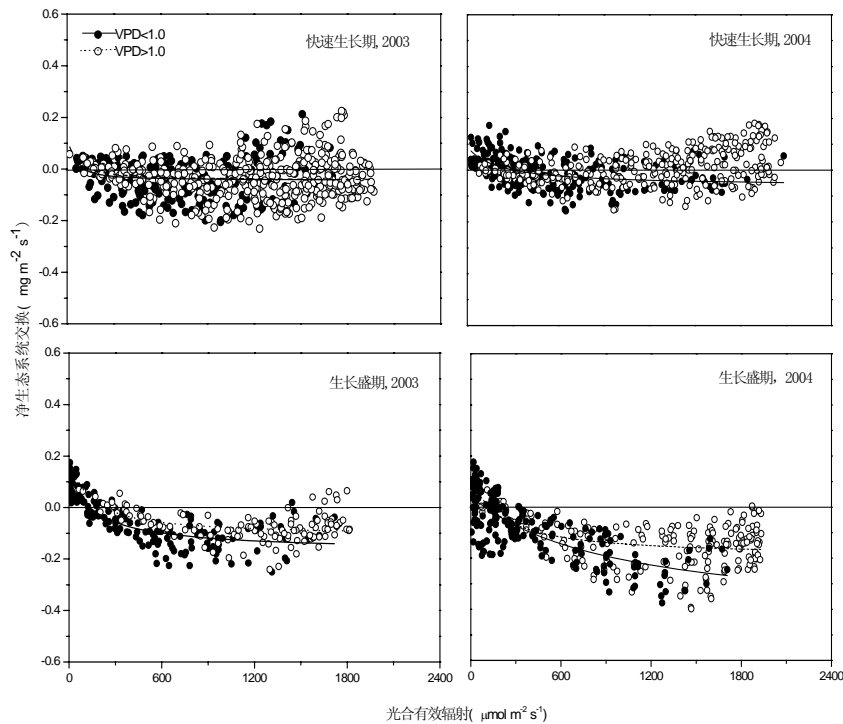 0.6
0.4
0.2
0.0
-0.2
-0.4
-0.6
VPD<1.0
VPD>1.0
快速生长期,2003
快速生长期,2004
0.6
0.4
0.2
0.0
-0.2
-0.4
-0.6
0 600 1200 1800 2400
生长盛期,2003
0 600 1200 1800 2400
生长盛期，2004
净生态系统交换( mg m-2 s-1)
光合有效辐射( μmol m-2 s-1)